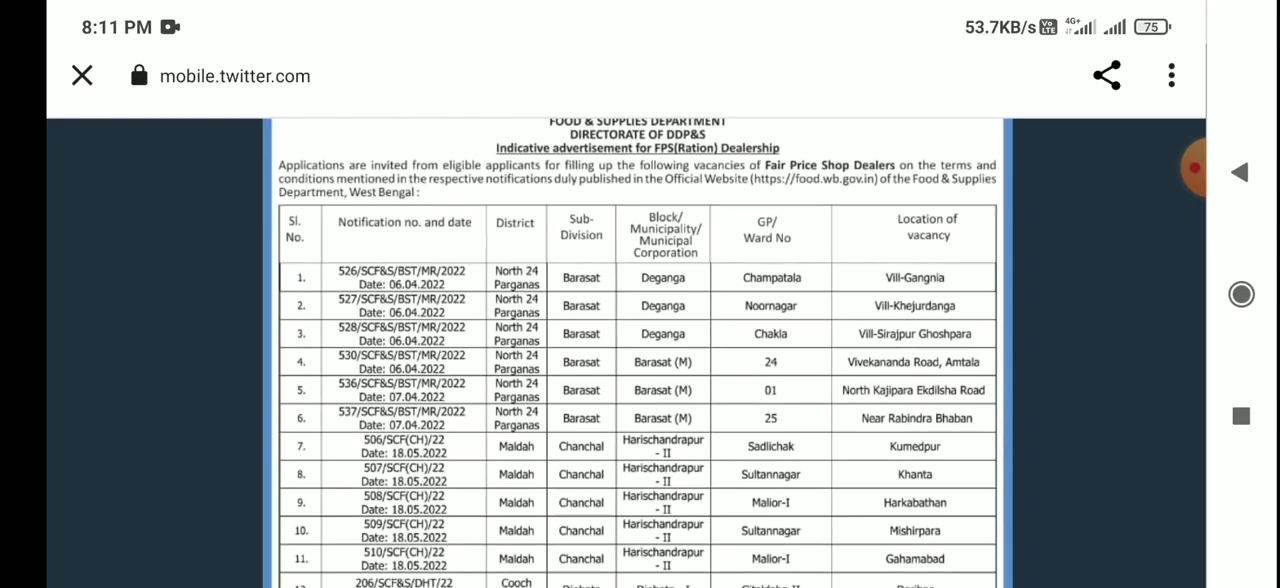 8:11 PM
53.7KB/s Vo LTE 4G+ 75
mobile.twitter.com
FOOD & SUPPLIES DEPARTMENT
DIRECTORATE OF DDP&S
Indicative advertisement for FPS(Ration) Dealership
Applications are invited from eligible applicants for filling up the following vacancies of Fair Price Shop Dealers on the terms and
conditions mentioned in the respective notifications duly published in the Official Website (https://food.wb.gov.in) of the Food & Supplies
Department, West Bengal :
Sl. No. Notification no. and date District Sub-Division Block/ Municipality/ Municipal Corporation GP/ Ward No Location of vacancy
1. 526/SCF&S/BST/MR/2022 Date: 06.04.2022 North 24 Parganas Barasat Deganga Champatala Vill-Gangnia
2. 527/SCF&S/BST/MR/2022 Date: 06.04.2022 North 24 Parganas Barasat Deganga Noornagar Vill-Khejurdanga
3. 528/SCF&S/BST/MR/2022 Date: 06.04.2022 North 24 Parganas Barasat Deganga Chakla Vill-Sirajpur Ghoshpara
4. 530/SCF&S/BST/MR/2022 Date: 06.04.2022 North 24 Parganas Barasat Barasat (M) 24 Vivekananda Road, Amtala
5. 536/SCF&S/BST/MR/2022 Date: 07.04.2022 North 24 Parganas Barasat Barasat (M) 01 North Kajipara Ekdilsha Road
6. 537/SCF&S/BST/MR/2022 Date: 07.04.2022 North 24 Parganas Barasat Barasat (M) 25 Near Rabindra Bhaban
7. 506/SCF(CH)/22 Date: 18.05.2022 Maldah Chanchal Harischandrapur - II Sadlichak Kumedpur
8. 507/SCF(CH)/22 Date: 18.05.2022 Maldah Chanchal Harischandrapur - II Sultannagar Khanta
9. 508/SCF(CH)/22 Date: 18.05.2022 Maldah Chanchal Harischandrapur - II Malior-I Harkabathan
10. 509/SCF(CH)/22 Date: 18.05.2022 Maldah Chanchal Harischandrapur - II Sultannagar Mishirpara
11. 510/SCF(CH)/22 Date: 18.05.2022 Maldah Chanchal Harischandrapur - II Malior-I Gahamabad
206/SCF&S/DHT/22 Cooch